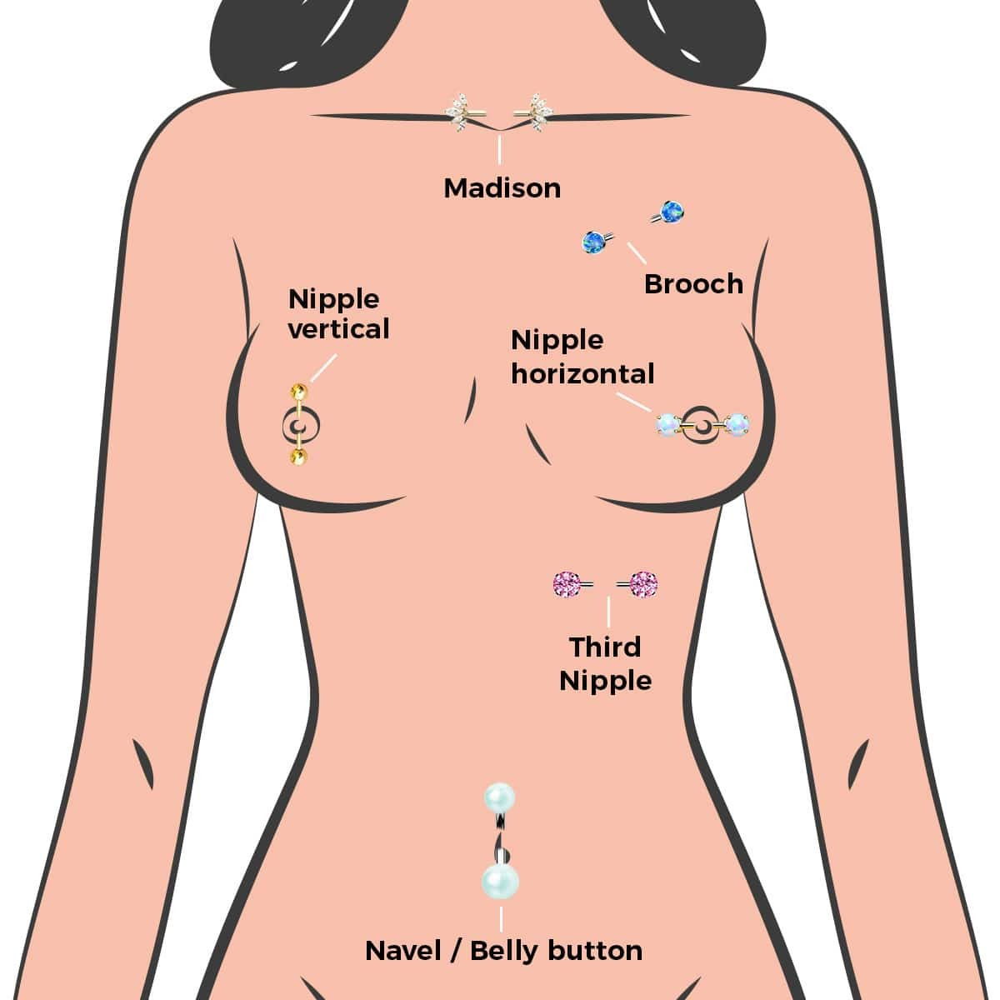 Madison
Brooch
Nipple
vertical
Nipple
horizontal
Third
Nipple
Navel / Belly button